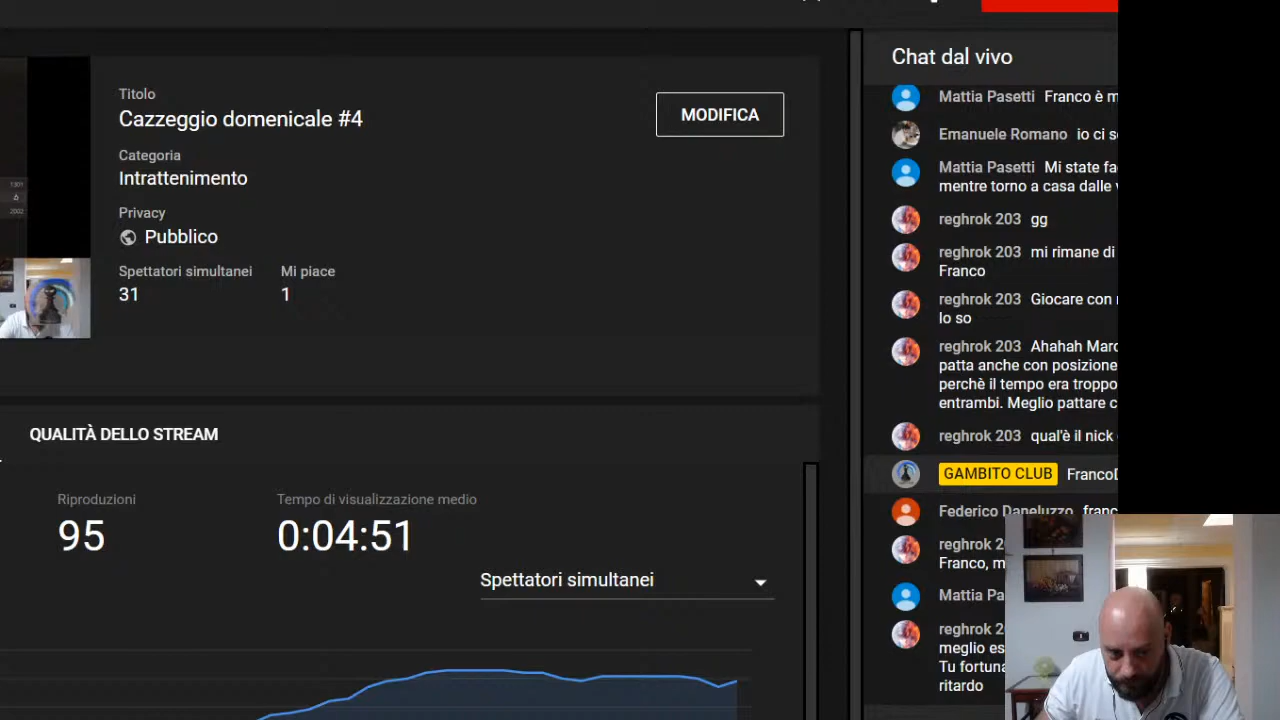 Titolo
Cazzeggio domenicale #4
MODIFICA
Categoria
Intrattenimento
Privacy
Pubblico
Spettatori simultanei
Mi piace
31
1
QUALITÀ DELLO STREAM
Riproduzioni
Tempo di visualizzazione medio
95
0:04:51
Spettatori simultanei
Chat dal vivo
Mattia Pasetti Franco è
Emanuele Romano io ci
Mattia Pasetti Mi state
mentre torno a casa dalle
reghrok 203 gg
reghrok 203 mi rimane di
Franco
reghrok 203 Giocare con
lo so
reghrok 203 Ahahah
patta anche con posizione
perchè il tempo era troppo
entrambi. Meglio pattare
reghrok 203 qual'è il nick
GAMBITO CLUB
Federico Daneluzzo
reghrok
Franco,
Mattia
reghrok
meglio
Tu
ritardo